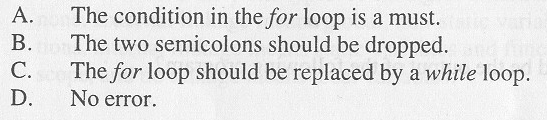 A. The condition in the for loop is a must.
B. The two semicolons should be dropped.
C. The for loop should be replaced by a while loop.
D. No error.